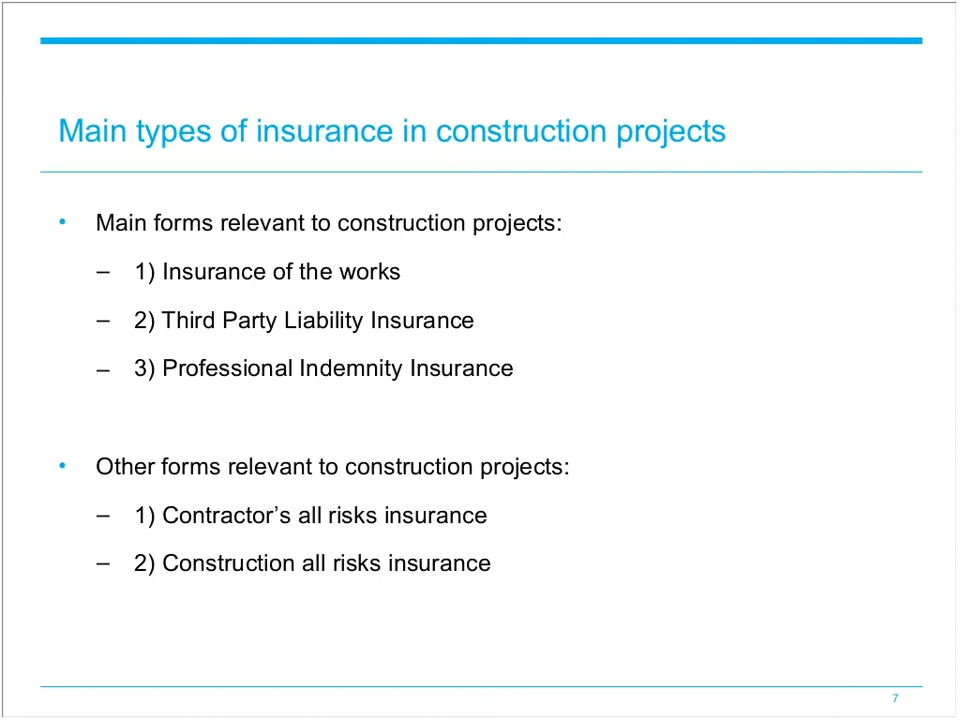 Main types of insurance in construction projects
• Main forms relevant to construction projects:
– 1) Insurance of the works
– 2) Third Party Liability Insurance
– 3) Professional Indemnity Insurance
• Other forms relevant to construction projects:
– 1) Contractor’s all risks insurance
– 2) Construction all risks insurance
7